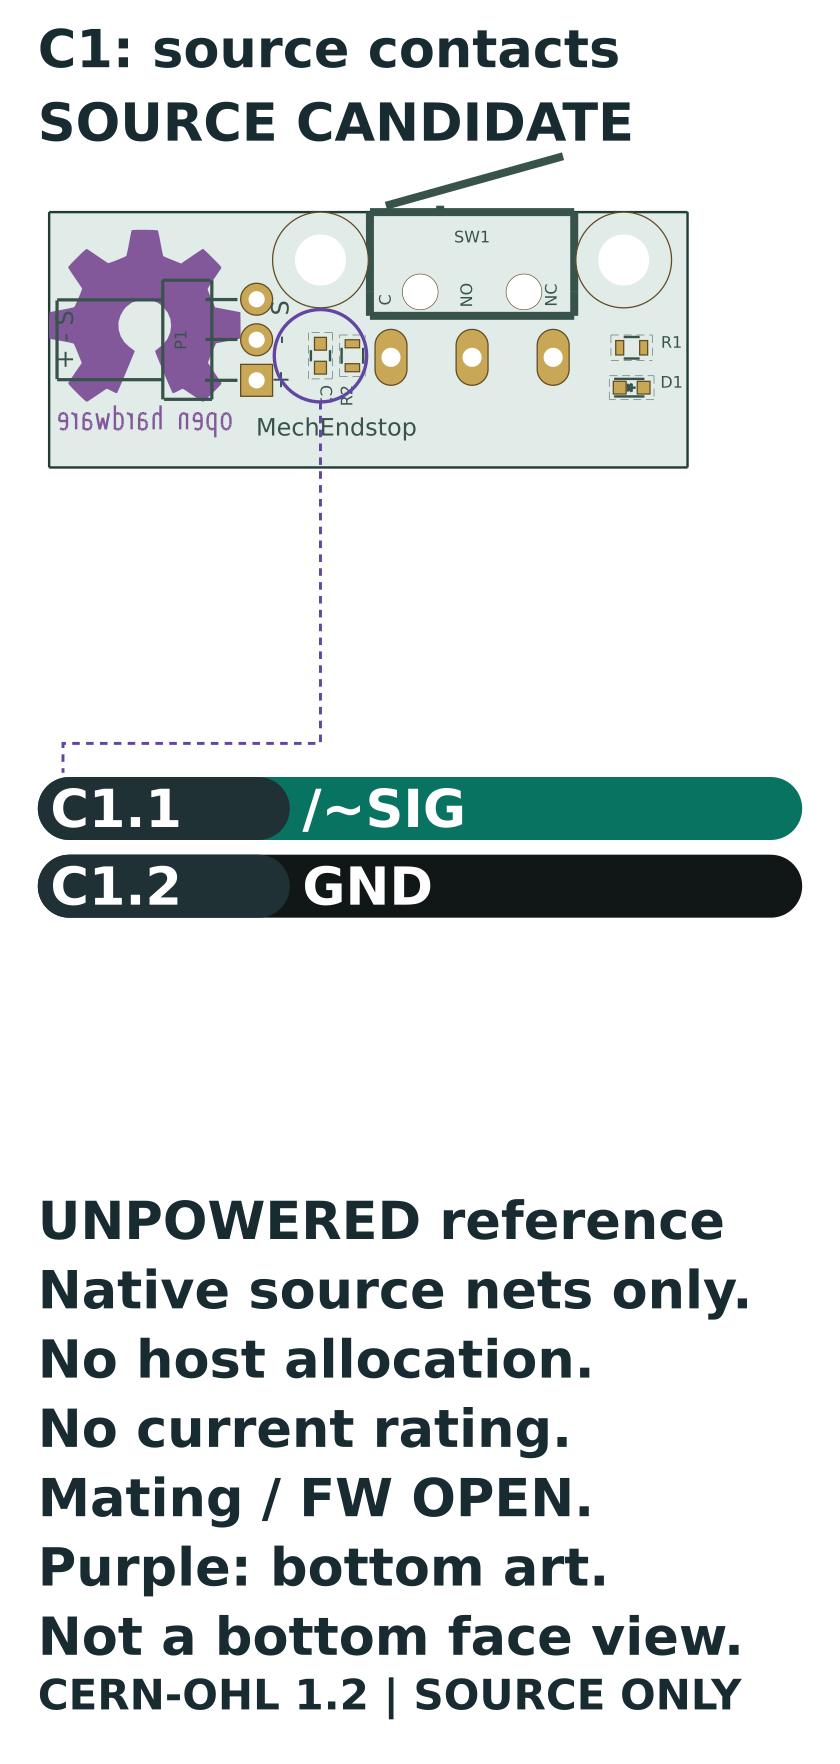 C1: source contacts
SOURCE CANDIDATE
SW1
C
NO
NC
S
-
+
P1
S
-
+
C
R2
R1
D1
open hardware
MechEndstop
C1.1 /~SIG
C1.2 GND
UNPOWERED reference
Native source nets only.
No host allocation.
No current rating.
Mating / FW OPEN.
Purple: bottom art.
Not a bottom face view.
CERN-OHL 1.2 | SOURCE ONLY